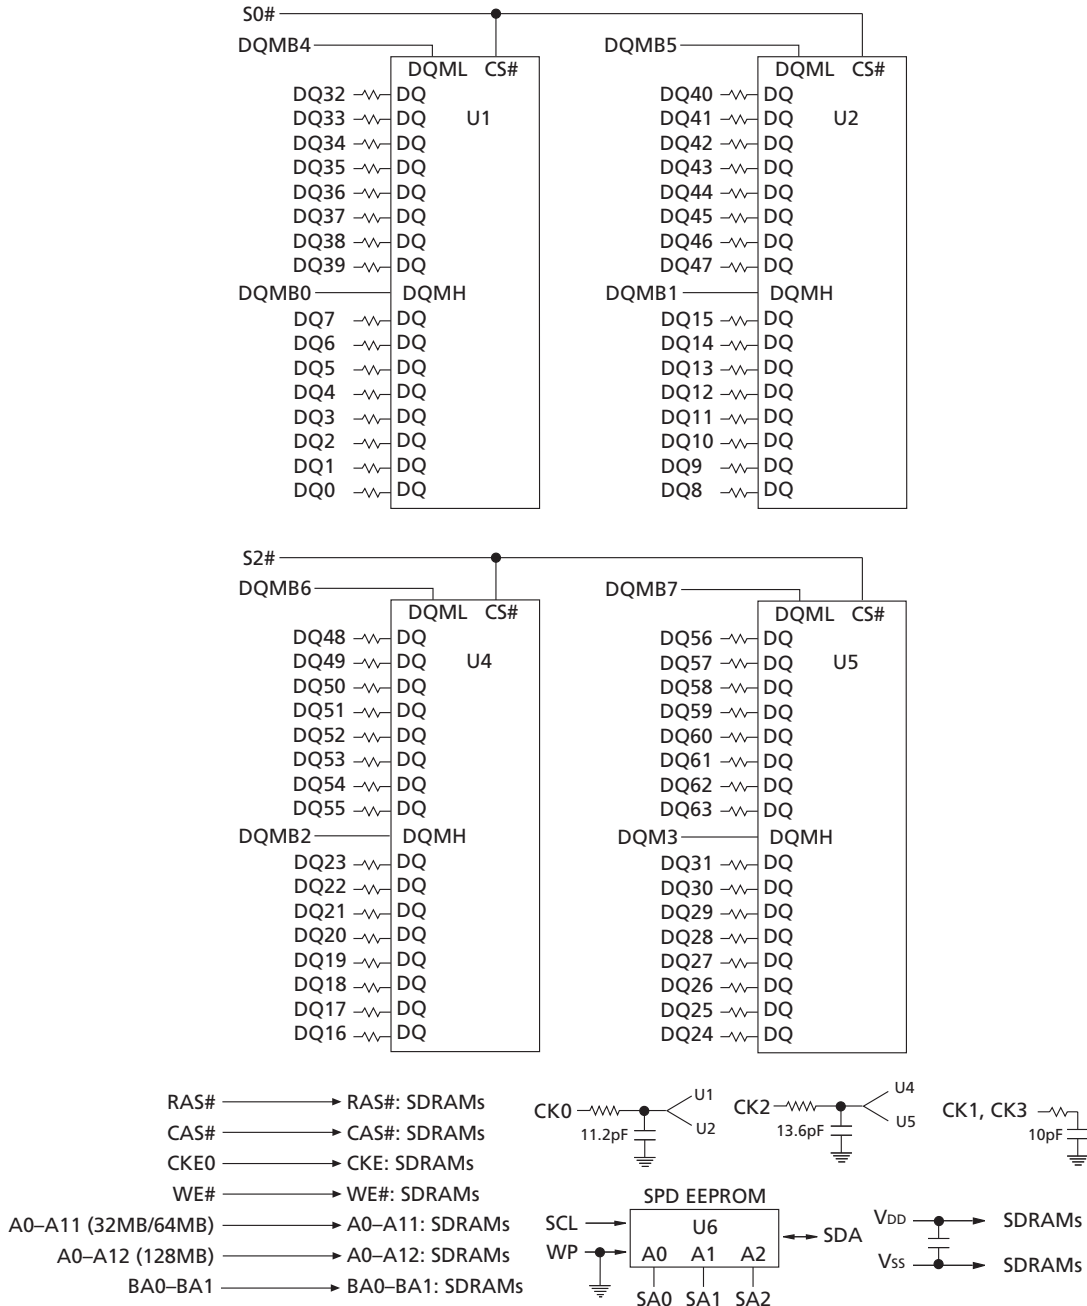 S0#
DQMB4
DQML CS#
U1
DQ32 DQ
DQ33 DQ
DQ34 DQ
DQ35 DQ
DQ36 DQ
DQ37 DQ
DQ38 DQ
DQ39 DQ
DQMB0 DQMH
DQ7 DQ
DQ6 DQ
DQ5 DQ
DQ4 DQ
DQ3 DQ
DQ2 DQ
DQ1 DQ
DQ0 DQ
DQMB5
DQML CS#
U2
DQ40 DQ
DQ41 DQ
DQ42 DQ
DQ43 DQ
DQ44 DQ
DQ45 DQ
DQ46 DQ
DQ47 DQ
DQMB1 DQMH
DQ15 DQ
DQ14 DQ
DQ13 DQ
DQ12 DQ
DQ11 DQ
DQ10 DQ
DQ9 DQ
DQ8 DQ
S2#
DQMB6
DQML CS#
U4
DQ48 DQ
DQ49 DQ
DQ50 DQ
DQ51 DQ
DQ52 DQ
DQ53 DQ
DQ54 DQ
DQ55 DQ
DQMB2 DQMH
DQ23 DQ
DQ22 DQ
DQ21 DQ
DQ20 DQ
DQ19 DQ
DQ18 DQ
DQ17 DQ
DQ16 DQ
DQMB7
DQML CS#
U5
DQ56 DQ
DQ57 DQ
DQ58 DQ
DQ59 DQ
DQ60 DQ
DQ61 DQ
DQ62 DQ
DQ63 DQ
DQM3 DQMH
DQ31 DQ
DQ30 DQ
DQ29 DQ
DQ28 DQ
DQ27 DQ
DQ26 DQ
DQ25 DQ
DQ24 DQ
RAS# RAS#: SDRAMs
CAS# CAS#: SDRAMs
CKE0 CKE: SDRAMs
WE# WE#: SDRAMs
A0–A11 (32MB/64MB) A0–A11: SDRAMs
A0–A12 (128MB) A0–A12: SDRAMs
BA0–BA1 BA0–BA1: SDRAMs
CK0
U1
U2
11.2pF
CK2
U4
U5
13.6pF
CK1, CK3
10pF
SPD EEPROM
SCL
U6
WP
A0 A1 A2
SDA
SA0 SA1 SA2
VDD SDRAMs
VSS SDRAMs